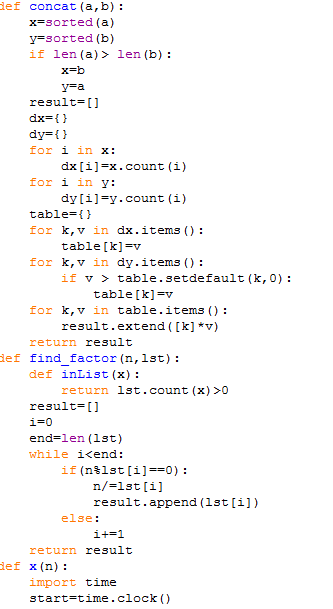 def concat(a,b):
    x=sorted(a)
    y=sorted(b)
    if len(a)> len(b):
        x=b
        y=a
    result=[]
    dx={}
    dy={}
    for i in x:
        dx[i]=x.count(i)
    for i in y:
        dy[i]=y.count(i)
    table={}
    for k,v in dx.items():
        table[k]=v
    for k,v in dy.items():
        if v > table.setdefault(k,0):
            table[k]=v
    for k,v in table.items():
        result.extend([k]*v)
    return result
def find_factor(n,lst):
    def inList(x):
        return lst.count(x)>0
    result=[]
    i=0
    end=len(lst)
    while i<end:
        if(n%lst[i]==0):
            n/=lst[i]
            result.append(lst[i])
        else:
            i+=1
    return result
def x(n):
    import time
    start=time.clock()